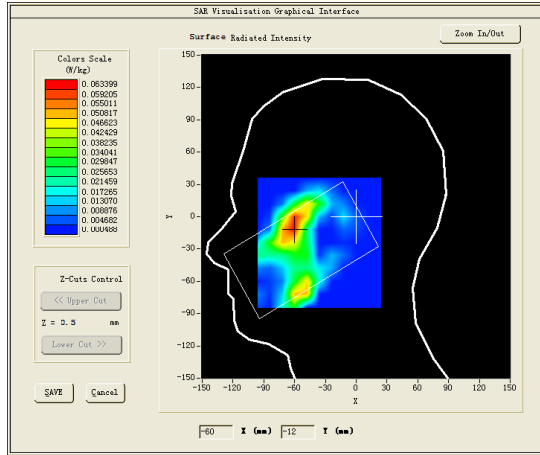 SAR Visualisation Graphical Interface
Surface Radiated Intensity
Zoom In/Out
Colors Scale
(W/kg)
0.063399
0.059205
0.055011
0.050817
0.046623
0.042429
0.038235
0.034041
0.029847
0.025653
0.021459
0.017265
0.013070
0.008876
0.004682
0.000488
150
120
90
60
30
0
-30
-60
-90
-120
-150
Y
-150 -120 -90 -60 -30 0 30 60 90 120 150
X
Z-Cuts Control
<< Upper Cut
Z = 3.5 mm
Lower Cut >>
SAVE
Cancel
-60 X (mm) -12 Y (mm)